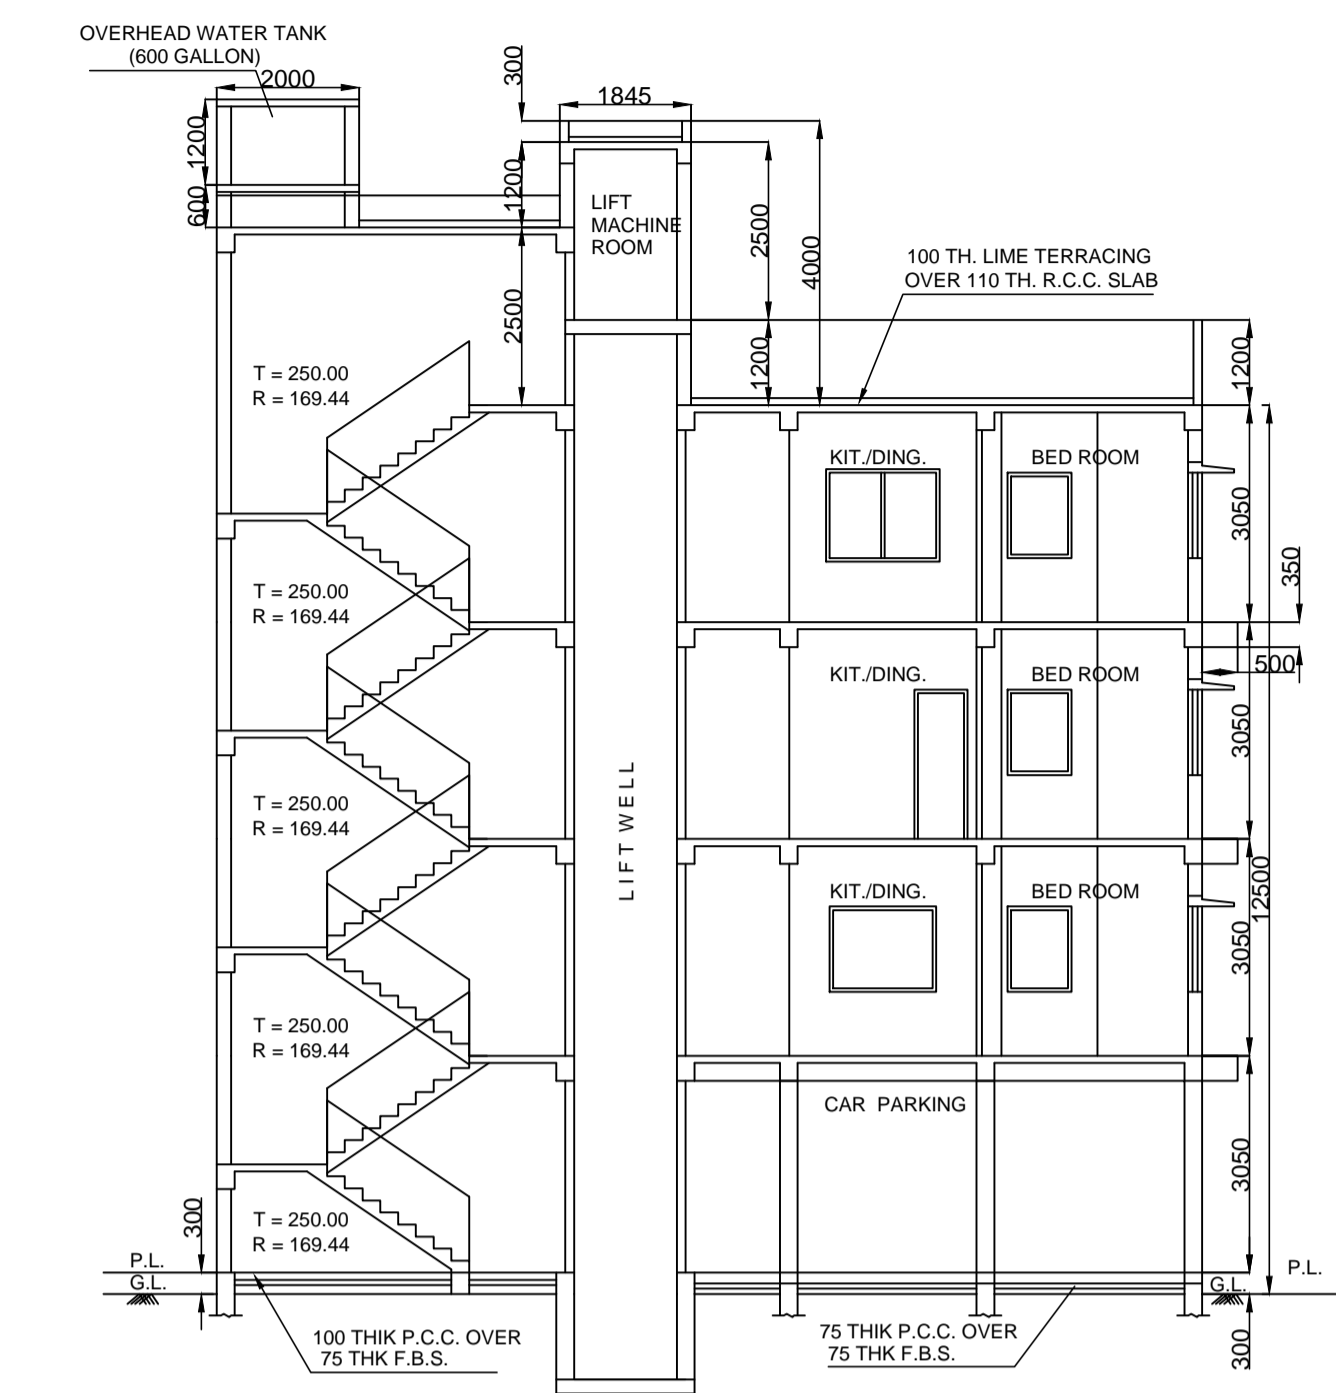 OVERHEAD WATER TANK
(600 GALLON)
2000
300
1845
1200
600
1200
LIFT
MACHINE
ROOM
2500
4000
100 TH. LIME TERRACING
OVER 110 TH. R.C.C. SLAB
2500
1200
1200
T = 250.00
R = 169.44
KIT./DING.
BED ROOM
3050
350
T = 250.00
R = 169.44
500
KIT./DING.
BED ROOM
3050
LIFT WELL
T = 250.00
R = 169.44
12500
KIT./DING.
BED ROOM
3050
T = 250.00
R = 169.44
CAR PARKING
3050
300
T = 250.00
R = 169.44
P.L.
G.L.
P.L.
G.L.
100 THIK P.C.C. OVER
75 THK F.B.S.
75 THIK P.C.C. OVER
75 THK F.B.S.
300